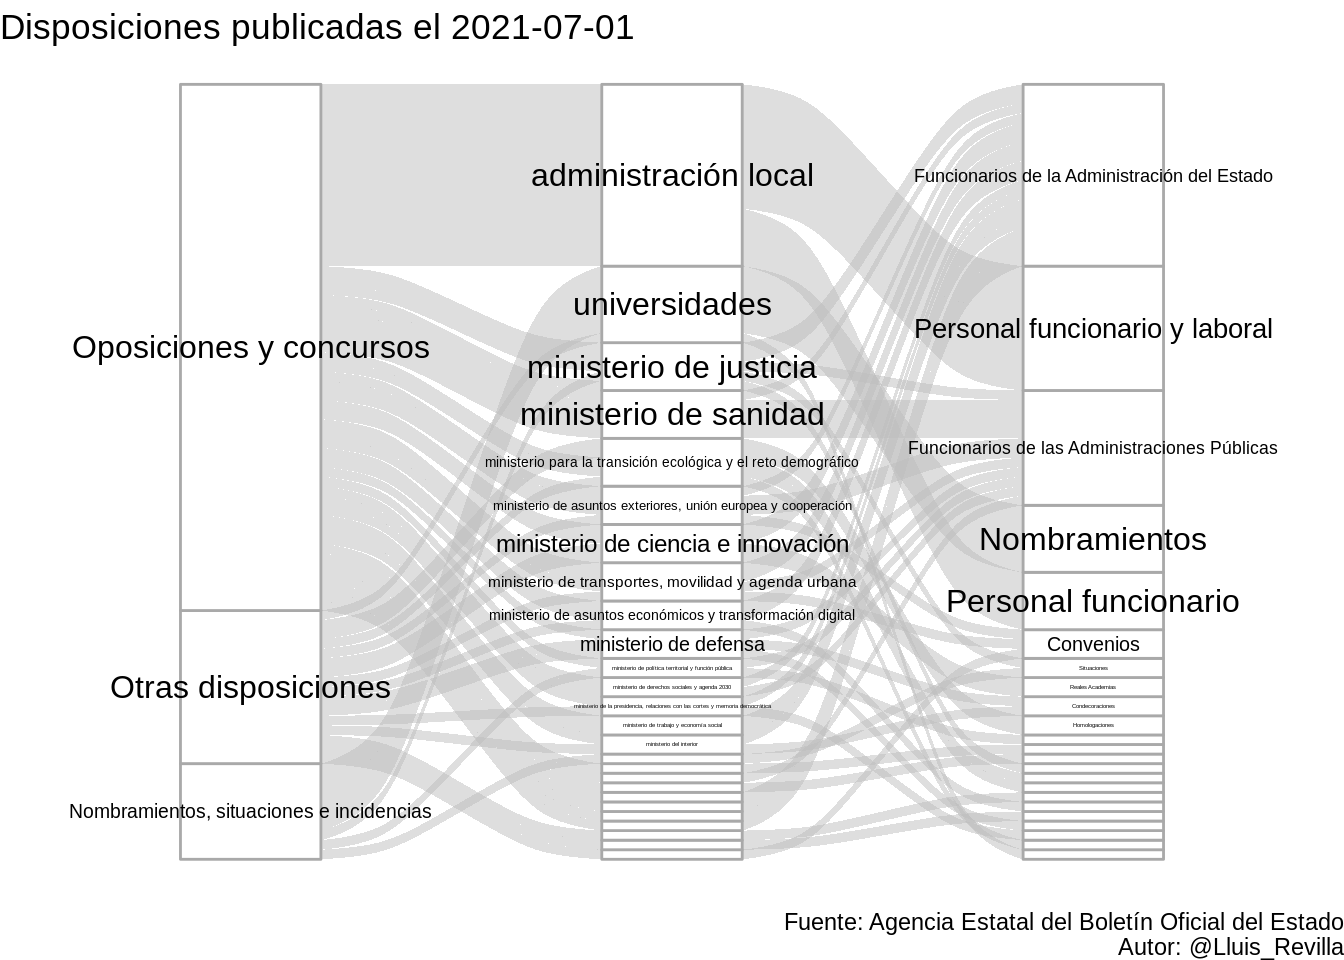 Disposiciones publicadas el 2021-07-01
Oposiciones y concursos
Otras disposiciones
Nombramientos, situaciones e incidencias
administración local
universidades
ministerio de justicia
ministerio de sanidad
ministerio para la transición ecológica y el reto demográfico
ministerio de asuntos exteriores, unión europea y cooperación
ministerio de ciencia e innovación
ministerio de transportes, movilidad y agenda urbana
ministerio de asuntos económicos y transformación digital
ministerio de defensa
ministerio de política territorial y función pública
ministerio de derechos sociales y agenda 2030
ministerio de la presidencia, relaciones con las cortes y memoria democrática
ministerio de trabajo y economía social
ministerio del interior
Funcionarios de la Administración del Estado
Personal funcionario y laboral
Funcionarios de las Administraciones Públicas
Nombramientos
Personal funcionario
Convenios
Situaciones
Reales Academias
Condecoraciones
Homologaciones
Fuente: Agencia Estatal del Boletín Oficial del Estado
Autor: @Lluis_Revilla